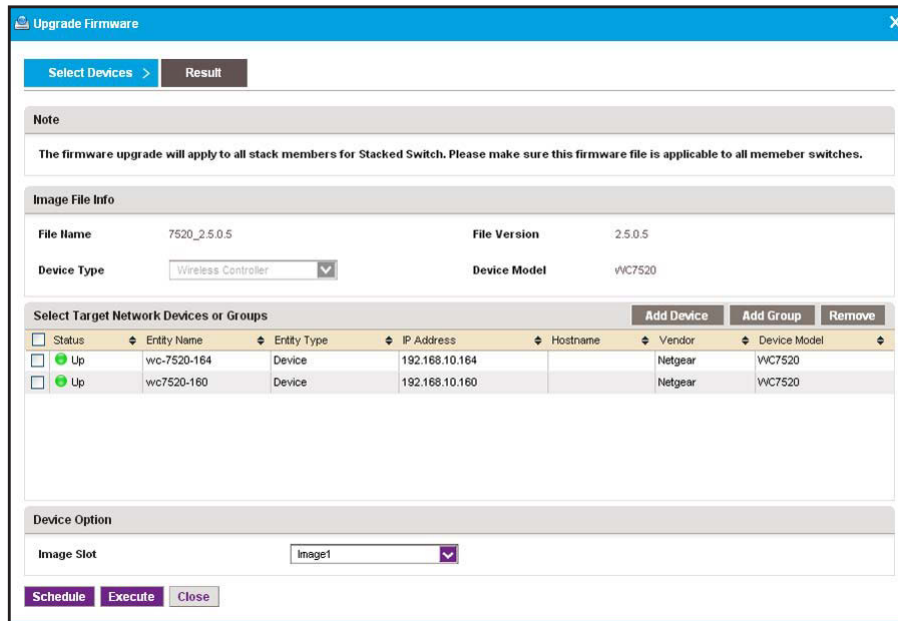 Upgrade Firmware X
Select Devices > Result
Note
The firmware upgrade will apply to all stack members for Stacked Switch. Please make sure this firmware file is applicable to all memeber switches.
Image File Info
File Name 7520_2.5.0.5 File Version 2.5.0.5
Device Type Wireless Controller Device Model WC7520
Select Target Network Devices or Groups Add Device Add Group Remove
Status Entity Name Entity Type IP Address Hostname Vendor Device Model
Up wc-7520-164 Device 192.168.10.164 Netgear WC7520
Up wc7520-160 Device 192.168.10.160 Netgear WC7520
Device Option
Image Slot Image1
Schedule Execute Close